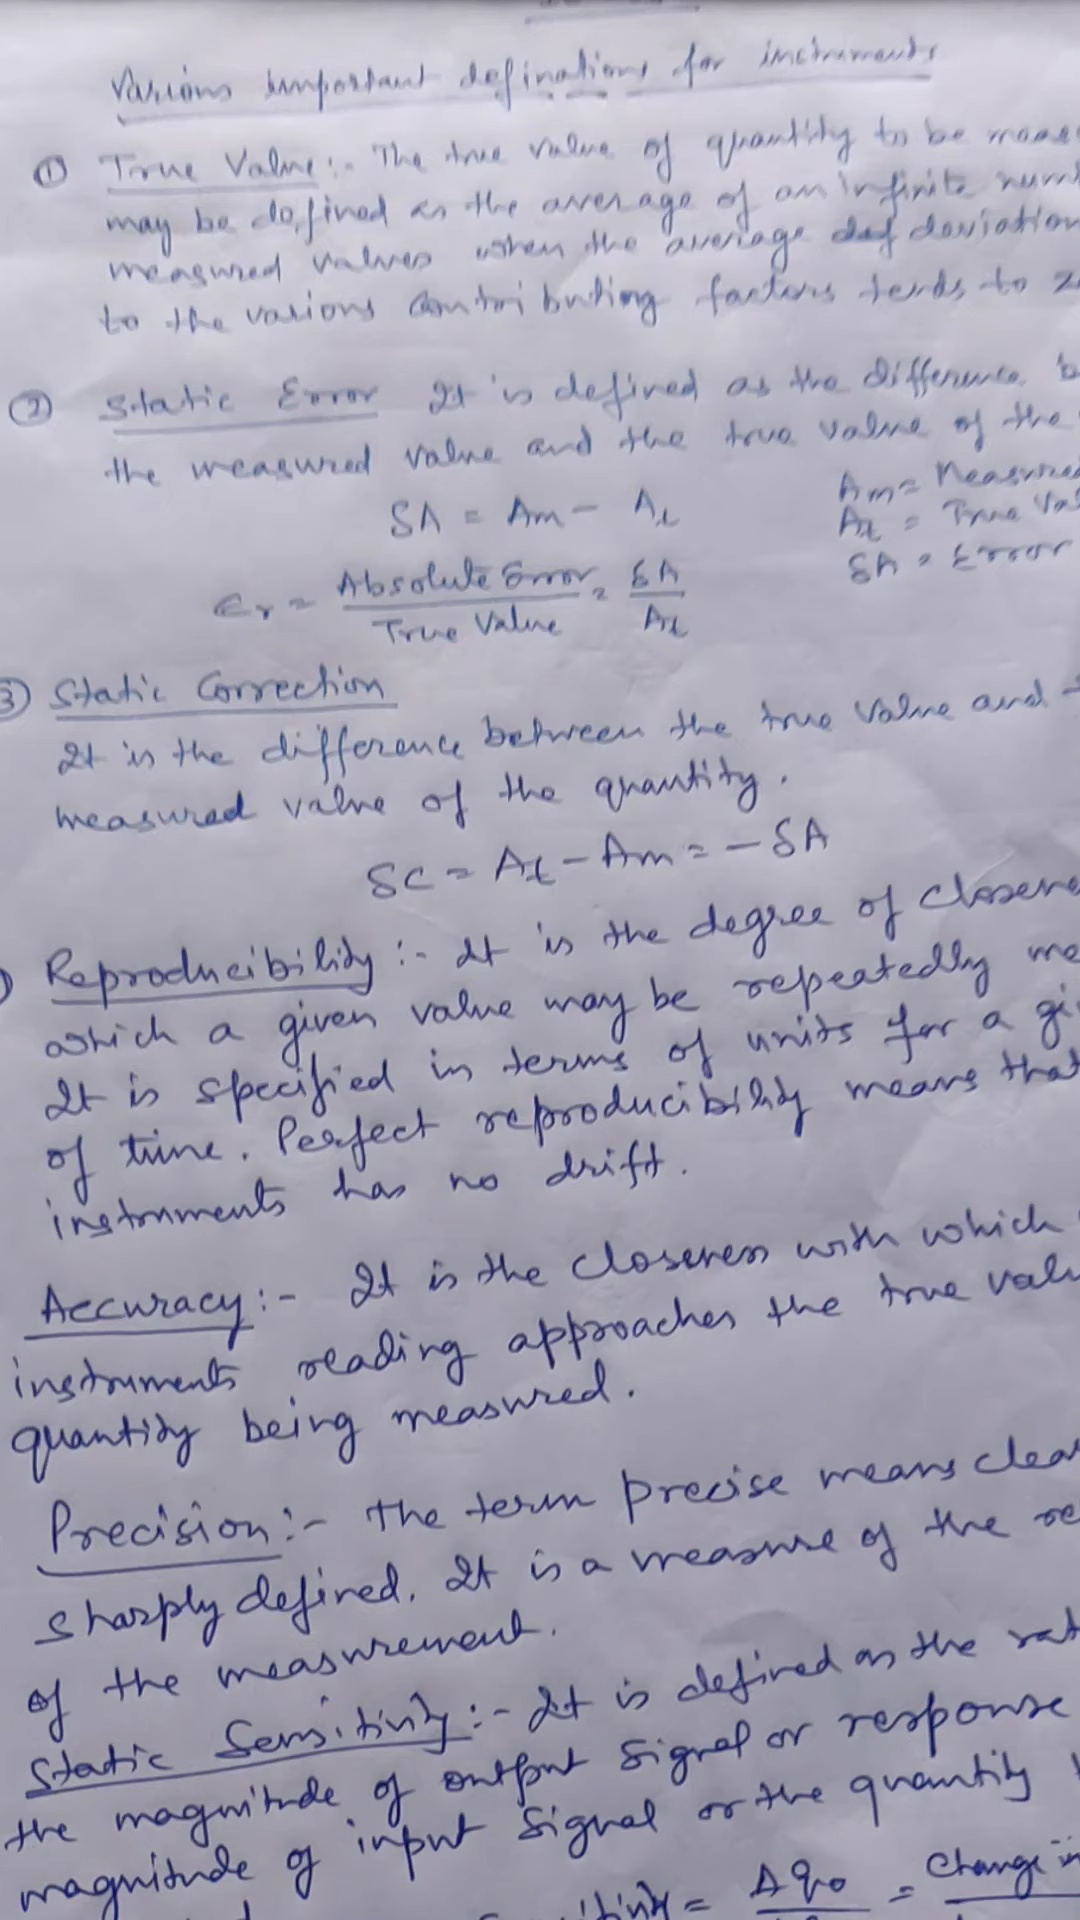 Various important definations for instruments
① True Value :- The true value of quantity to be meas
may be defined as the average of an infinite num
measured values when the average deviation
to the various contributing factors tends to z
② Static Error It is defined as the difference b
the measured value and the true value of the
δA = Am - At
Am = Measured
At = True Val
δA = Error
Er = Absolute Error / True Value = δA / At
3 Static Correction
It is the difference between the true value and
measured value of the quantity.
δC = At - Am = - δA
Reproducibility :- It is the degree of closene
which a given value may be repeatedly me
It is specified in terms of units for a gi
of time. Perfect reproducibility means that
instruments has no drift.
Accuracy :- It is the closeness with which
instruments reading approaches the true valu
quantity being measured.
Precision :- The term precise means clea
sharply defined. It is a measure of the re
of the measurement.
Static Sensitivity :- It is defined as the rat
the magnitude of output signal or response
magnitude of input signal or the quantity
= Δqo = Change in